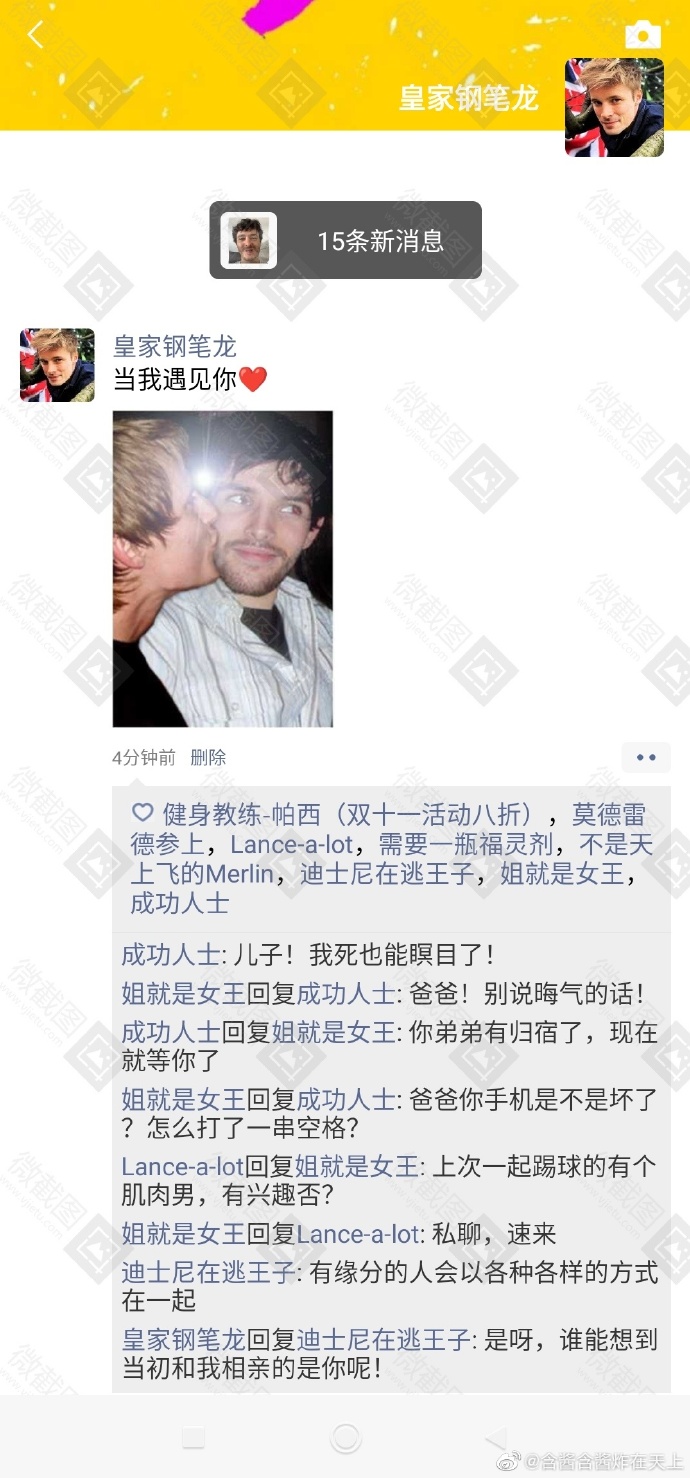 皇家钢笔龙
15条新消息
皇家钢笔龙
当我遇见你❤️
4分钟前 删除
健身教练-帕西（双十一活动八折），莫德雷
德参上，Lance-a-lot，需要一瓶福灵剂，不是天
上飞的Merlin，迪士尼在逃王子，姐就是女王，
成功人士
成功人士: 儿子！我死也能瞑目了！
姐就是女王回复成功人士: 爸爸！别说晦气的话！
成功人士回复姐就是女王: 你弟弟有归宿了，现在
就等你了
姐就是女王回复成功人士: 爸爸你手机是不是坏了
？怎么打了一串空格？
Lance-a-lot回复姐就是女王: 上次一起踢球的有个
肌肉男，有兴趣否？
姐就是女王回复Lance-a-lot: 私聊，速来
迪士尼在逃王子: 有缘分的人会以各种各样的方式
在一起
皇家钢笔龙回复迪士尼在逃王子: 是呀，谁能想到
当初和我相亲的是你呢！
@含酱含酱炸在天上
微截图